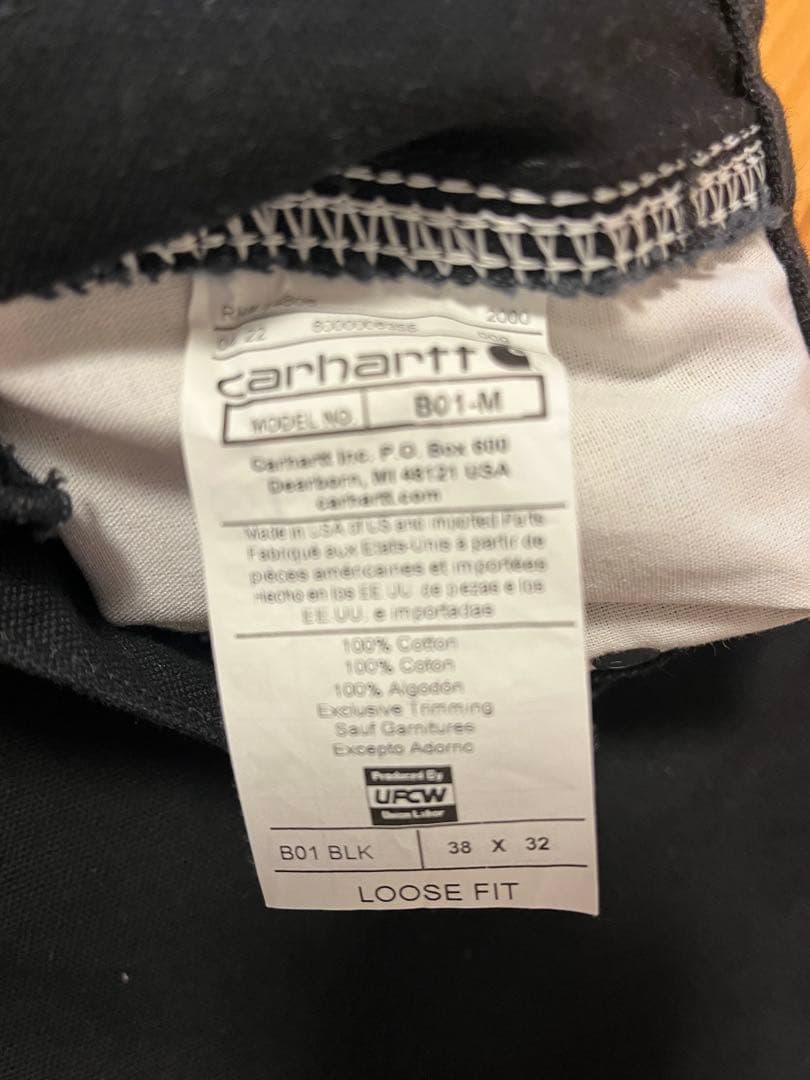 2000
22
carhartt
MODEL NO. B01-M
Carhartt Inc. P.O. Box 600
Dearborn, MI 48121 USA
carhartt.com
Made in USA of US and Imported Parts
Fabriqué aux Etats-Unis à partir de
pièces américaines et importées
Hecho en los EE.UU. de piezas e los
EE.UU. e importadas
100% Cotton
100% Coton
100% Algodón
Exclusive Trimming
Sauf Garnitures
Excepto Adorno
Produced By
UFCW
Union Labor
B01 BLK 38 X 32
LOOSE FIT